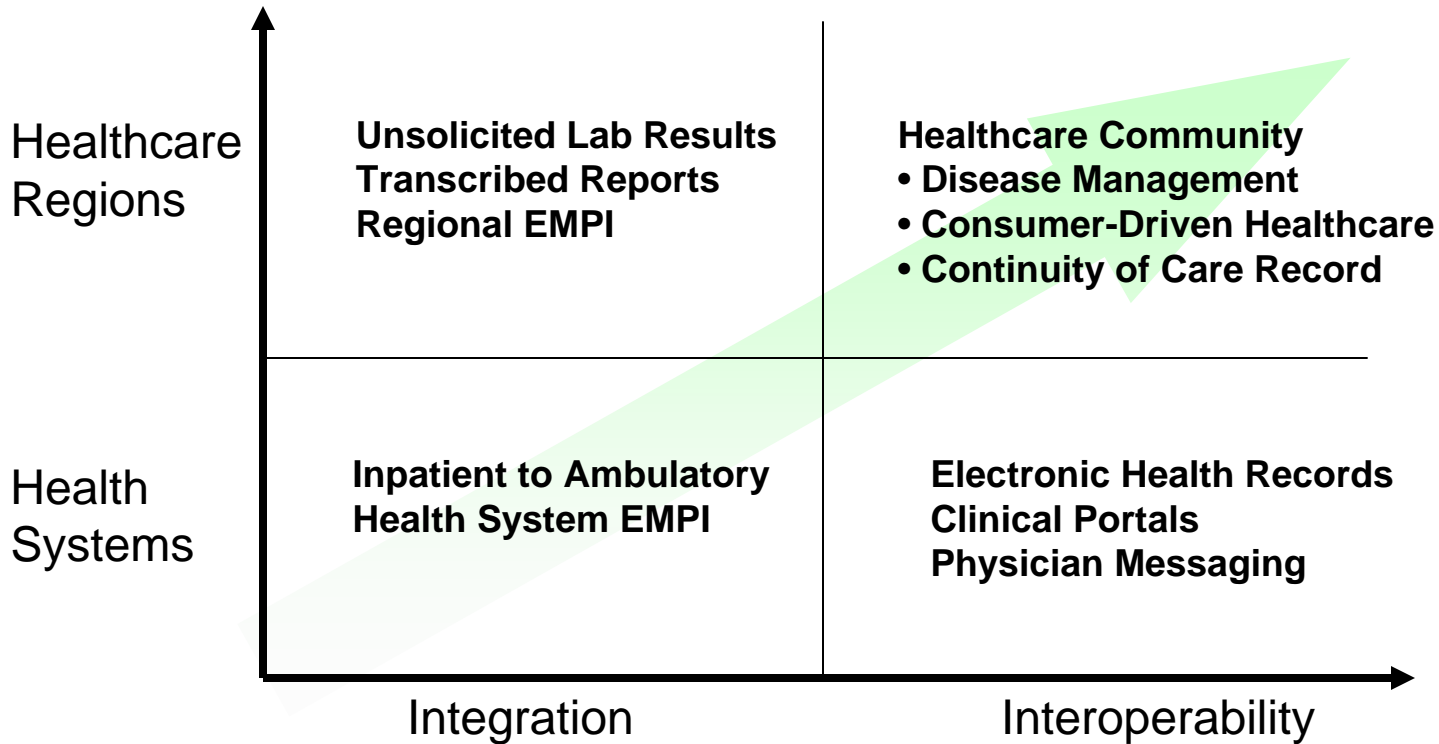 Healthcare
Regions
Unsolicited Lab Results
Transcribed Reports
Regional EMPI
Healthcare Community
• Disease Management
• Consumer-Driven Healthcare
• Continuity of Care Record
Health
Systems
Inpatient to Ambulatory
Health System EMPI
Electronic Health Records
Clinical Portals
Physician Messaging
Integration
Interoperability